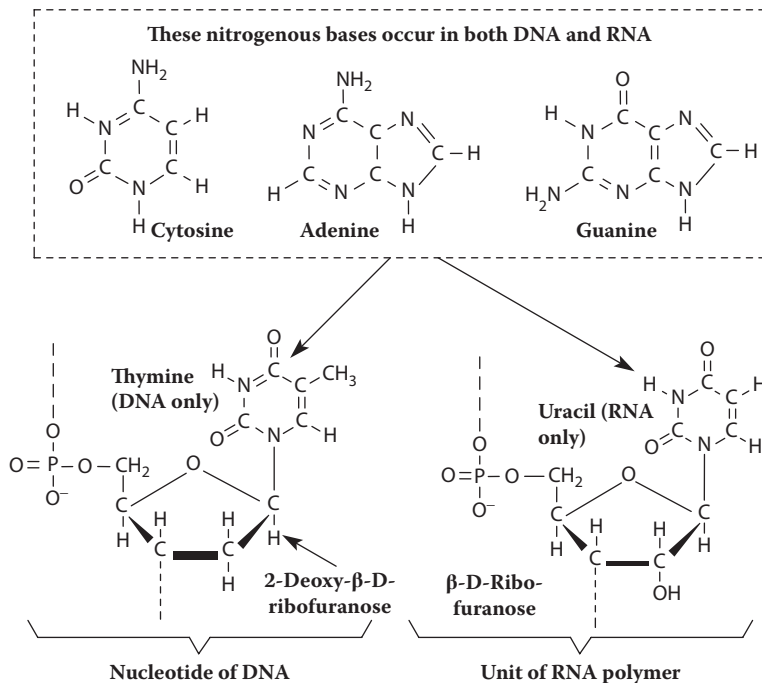 These nitrogenous bases occur in both DNA and RNA
NH₂
H
N
C
C
H
C
O
N
C
H
H
Cytosine
NH₂
C
N
C
N
H
C
N
C
C
H
N
H
Adenine
O
C
H
N
C
N
C
H
C
H₂N
N
C
N
H
Guanine
Thymine
(DNA only)
O
C
H
N
C
CH₃
C
O
N
C
H
O
O=P–O–CH₂
O⁻
O
C
H
C
H
H
C
H
C
H
2-Deoxy-β-D-
ribofuranose
Nucleotide of DNA
Uracil (RNA
only)
O
C
H
N
C
H
C
O
N
C
H
O
O=P–O–CH₂
O⁻
O
C
H
C
H
H
C
OH
C
H
β-D-Ribo-
furanose
Unit of RNA polymer